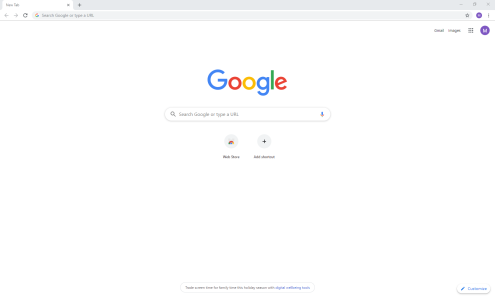 New Tab
Search Google or type a URL
Gmail Images
M
Google
Search Google or type a URL
Web Store
Add shortcut
Trade screen time for family time this holiday season with digital wellbeing tools.
Customize